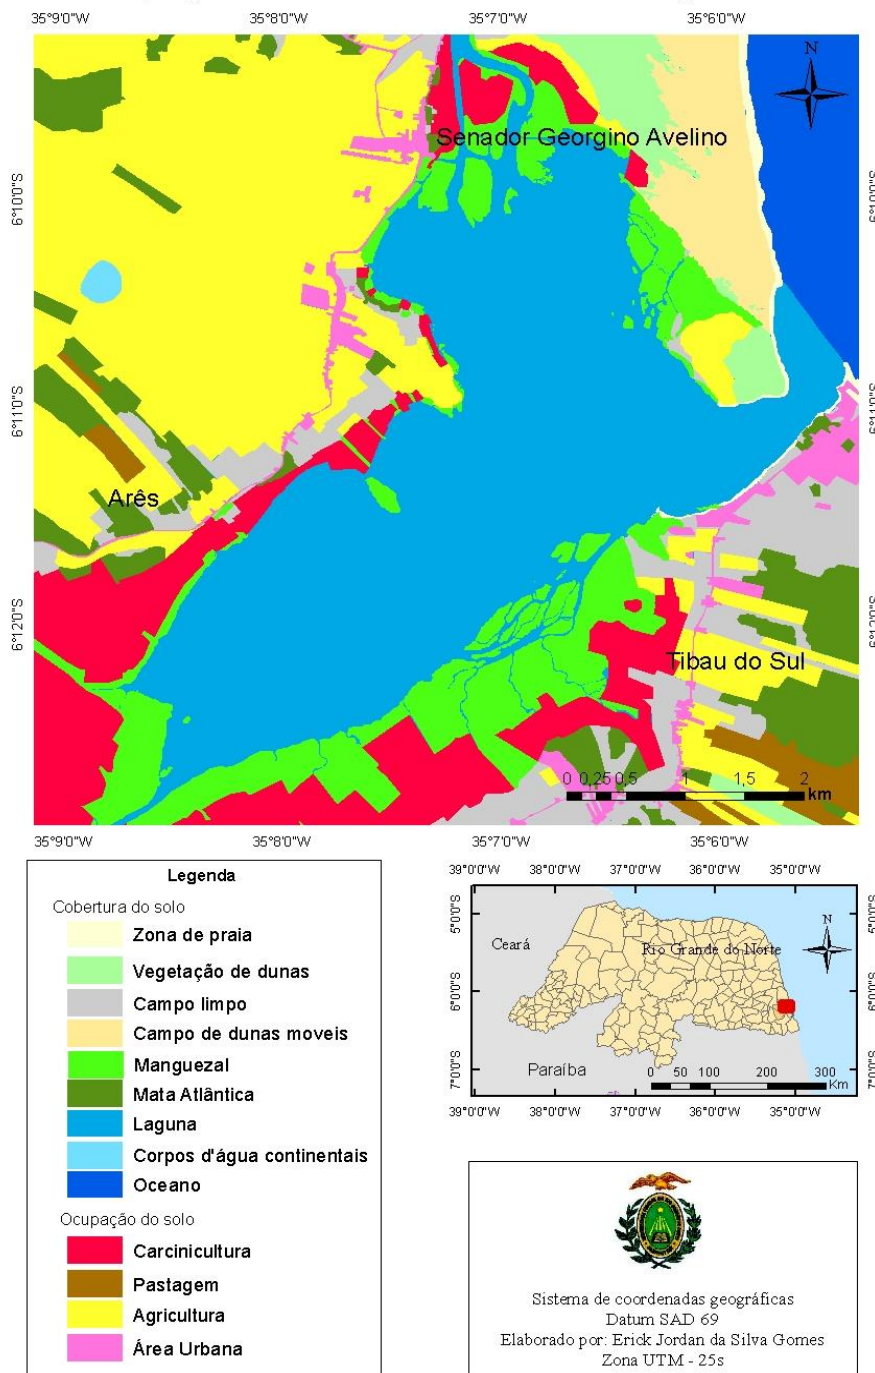 35°9'0"W 35°8'0"W 35°7'0"W 35°6'0"W
N
Senador Georgino Avelino
6°10'0"S 6°10'0"S
6°11'0"S 6°11'0"S
Arês
6°12'0"S 6°12'0"S
Tibau do Sul
0 0,25 0,5 1 1,5 2
km
35°9'0"W 35°8'0"W 35°7'0"W 35°6'0"W
Legenda
Cobertura do solo
Zona de praia
Vegetação de dunas
Campo limpo
Campo de dunas moveis
Manguezal
Mata Atlântica
Laguna
Corpos d'água continentais
Oceano
Ocupação do solo
Carcinicultura
Pastagem
Agricultura
Área Urbana
39°0'0"W 38°0'0"W 37°0'0"W 36°0'0"W 35°0'0"W
5°0'0"S 5°0'0"S
N
Ceará
Rio Grande do Norte
6°0'0"S 6°0'0"S
Paraíba
0 50 100 200 300
Km
7°0'0"S 7°0'0"S
39°0'0"W 38°0'0"W 37°0'0"W 36°0'0"W 35°0'0"W
Sistema de coordenadas geográficas
Datum SAD 69
Elaborado por: Erick Jordan da Silva Gomes
Zona UTM - 25s